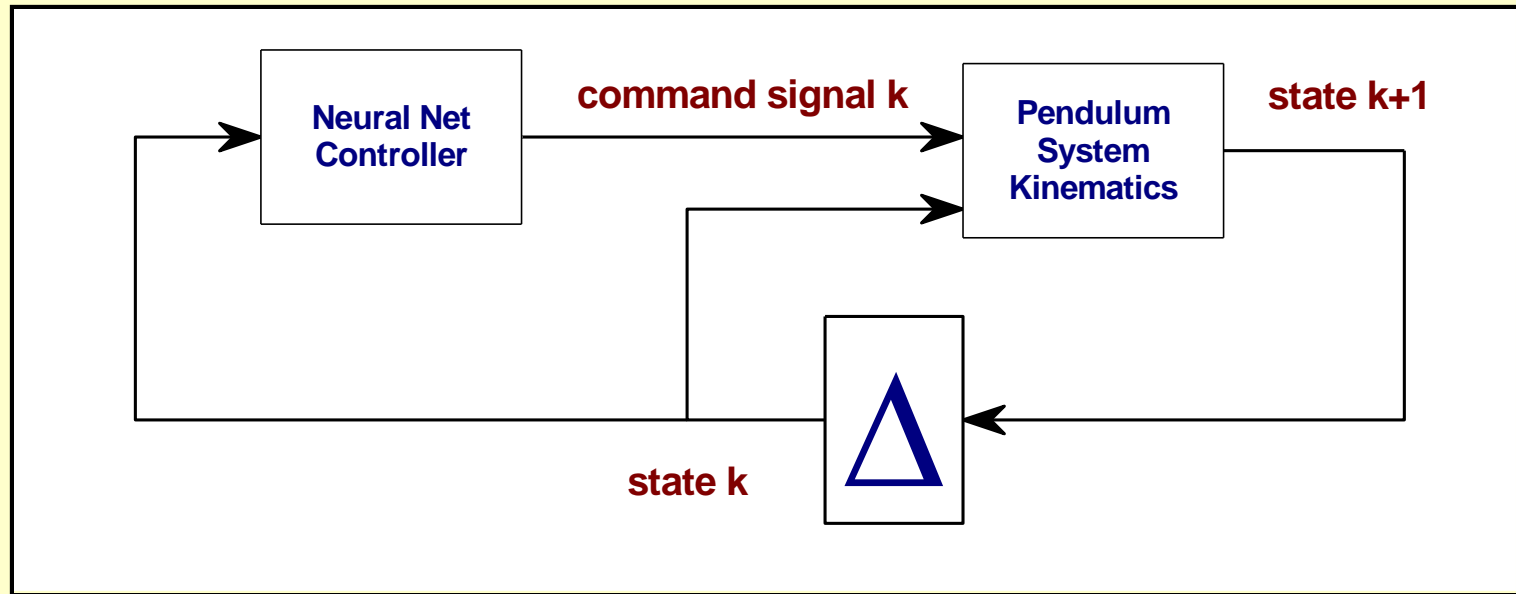 Neural Net
Controller
command signal k
Pendulum
System
Kinematics
state k+1
Δ
state k